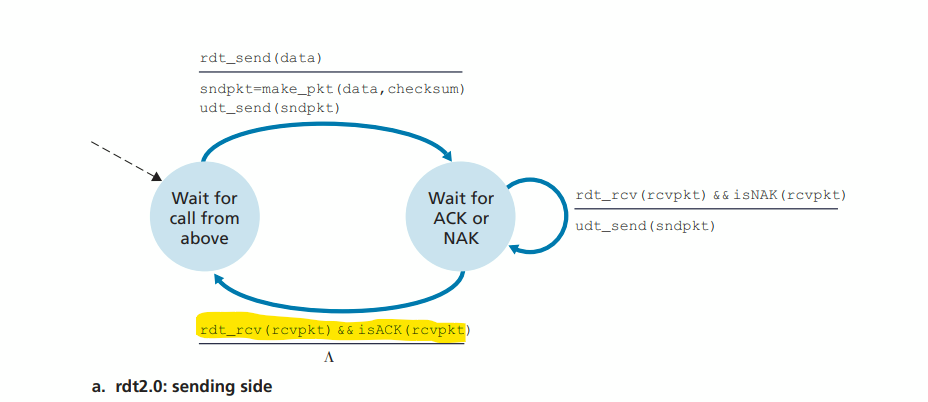 rdt_send(data)
sndpkt=make_pkt(data,checksum)
udt_send(sndpkt)
Wait for
call from
above
Wait for
ACK or
NAK
rdt_rcv(rcvpkt) && isNAK(rcvpkt)
udt_send(sndpkt)
rdt_rcv(rcvpkt) && isACK(rcvpkt)
Λ
a. rdt2.0: sending side